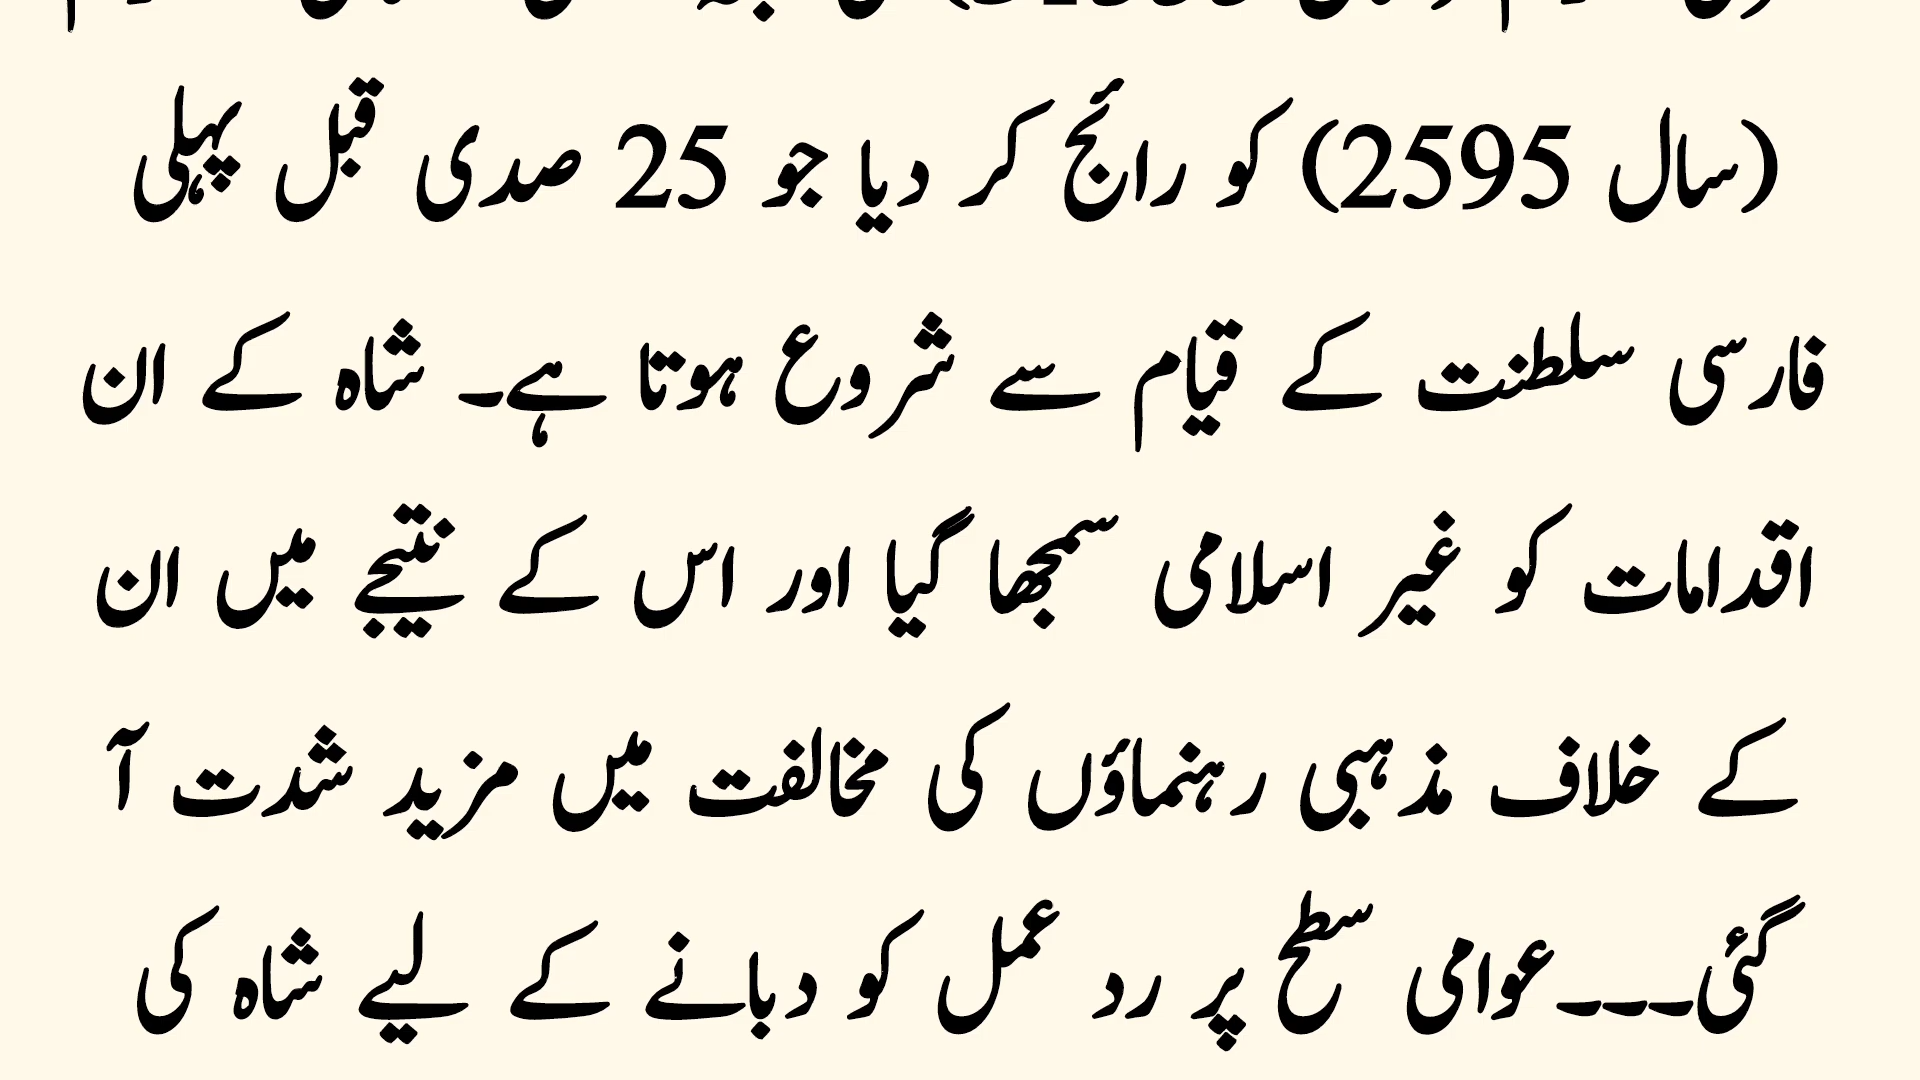 (سال 2595) کو رائج کر دیا جو 25 صدی قبل پہلی
فارسی سلطنت کے قیام سے شروع ہوتا ہے۔ شاہ کے ان
اقدامات کو غیر اسلامی سمجھا گیا اور اس کے نتیجے میں ان
کے خلاف مذہبی رہنماؤں کی مخالفت میں مزید شدت آ
گئی۔۔۔عوامی سطح پر رد عمل کو دبانے کے لیے شاہ کی